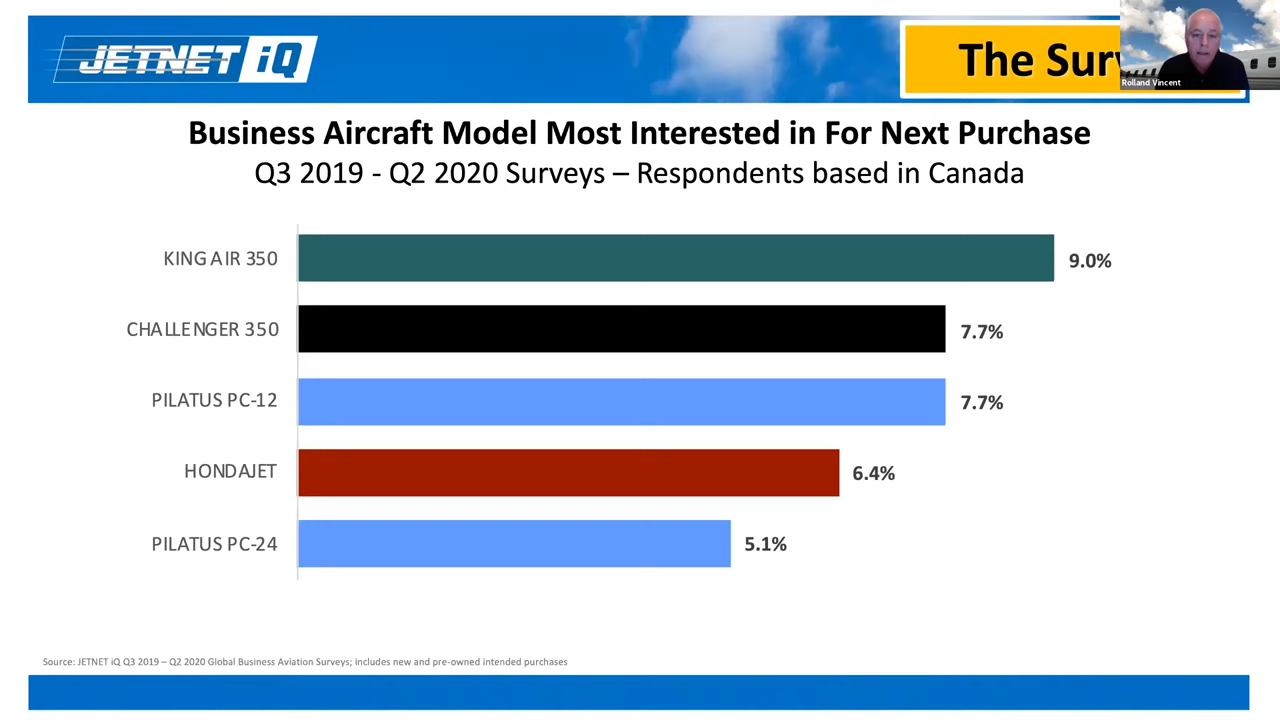 JETNET iQ
The Sur
Rolland Vincent
Business Aircraft Model Most Interested in For Next Purchase
Q3 2019 - Q2 2020 Surveys – Respondents based in Canada
KING AIR 350
9.0%
CHALLENGER 350
7.7%
PILATUS PC-12
7.7%
HONDAJET
6.4%
PILATUS PC-24
5.1%
Source: JETNET iQ Q3 2019 – Q2 2020 Global Business Aviation Surveys; includes new and pre-owned intended purchases